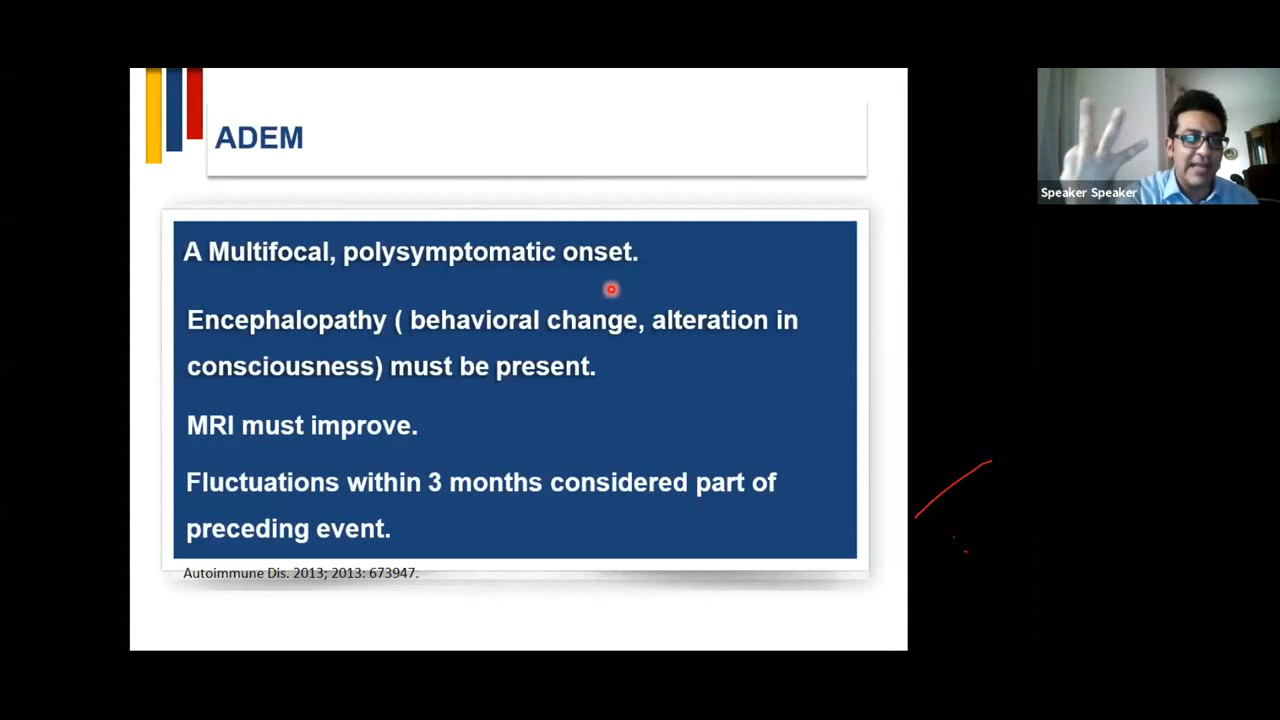 ADEM
Speaker Speaker
A Multifocal, polysymptomatic onset.
Encephalopathy ( behavioral change, alteration in
consciousness) must be present.
MRI must improve.
Fluctuations within 3 months considered part of
preceding event.
Autoimmune Dis. 2013; 2013: 673947.